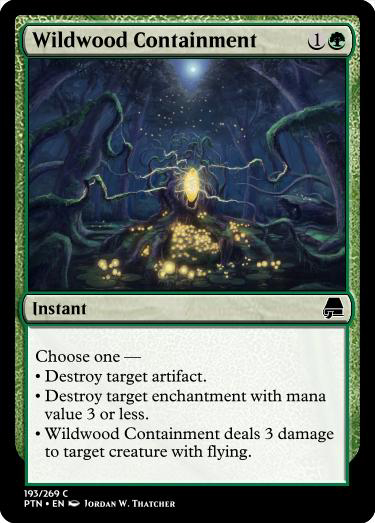 Wildwood Containment 1
Instant
Choose one —
• Destroy target artifact.
• Destroy target enchantment with mana
value 3 or less.
• Wildwood Containment deals 3 damage
to target creature with flying.
193/269 C
PTN • EN Jordan W. Thatcher